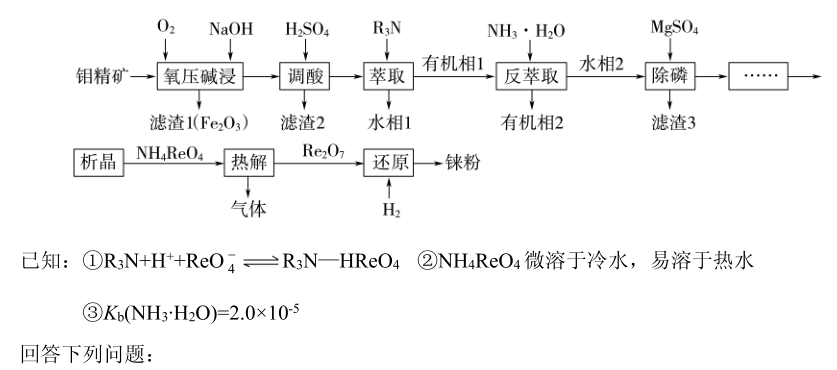 O₂ NaOH H₂SO₄ R₃N NH₃·H₂O MgSO₄
钼精矿 氧压碱浸 调酸 萃取 有机相1 反萃取 水相2 除磷 ……
滤渣1(Fe₂O₃) 滤渣2 水相1 有机相2 滤渣3
析晶 NH₄ReO₄ 热解 Re₂O₇ 还原 铼粉
气体 H₂
已知：①R₃N+H⁺+ReO₄⁻⇌R₃N—HReO₄ ②NH₄ReO₄微溶于冷水，易溶于热水
③Kb(NH₃·H₂O)=2.0×10⁻⁵
回答下列问题：